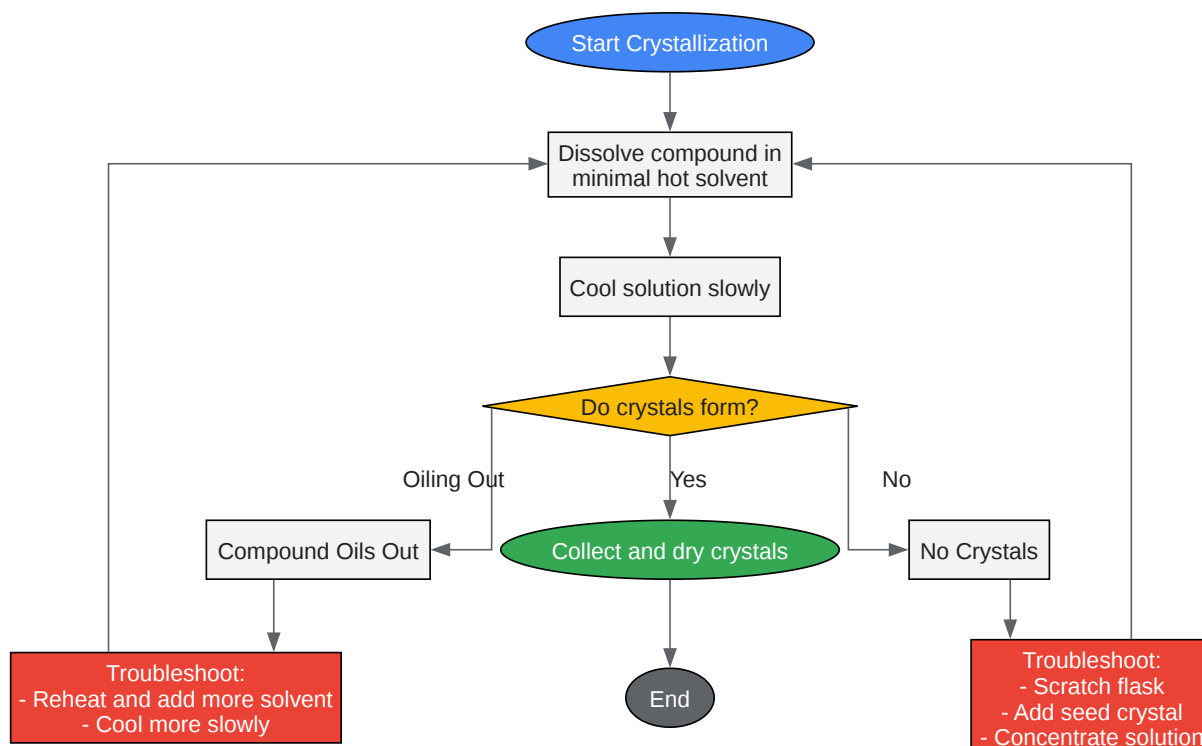 Start Crystallization
Dissolve compound in
minimal hot solvent
Cool solution slowly
Do crystals form?
Oiling Out
Yes
No
Compound Oils Out
Collect and dry crystals
No Crystals
Troubleshoot:
- Reheat and add more solvent
- Cool more slowly
End
Troubleshoot:
- Scratch flask
- Add seed crystal
- Concentrate solution